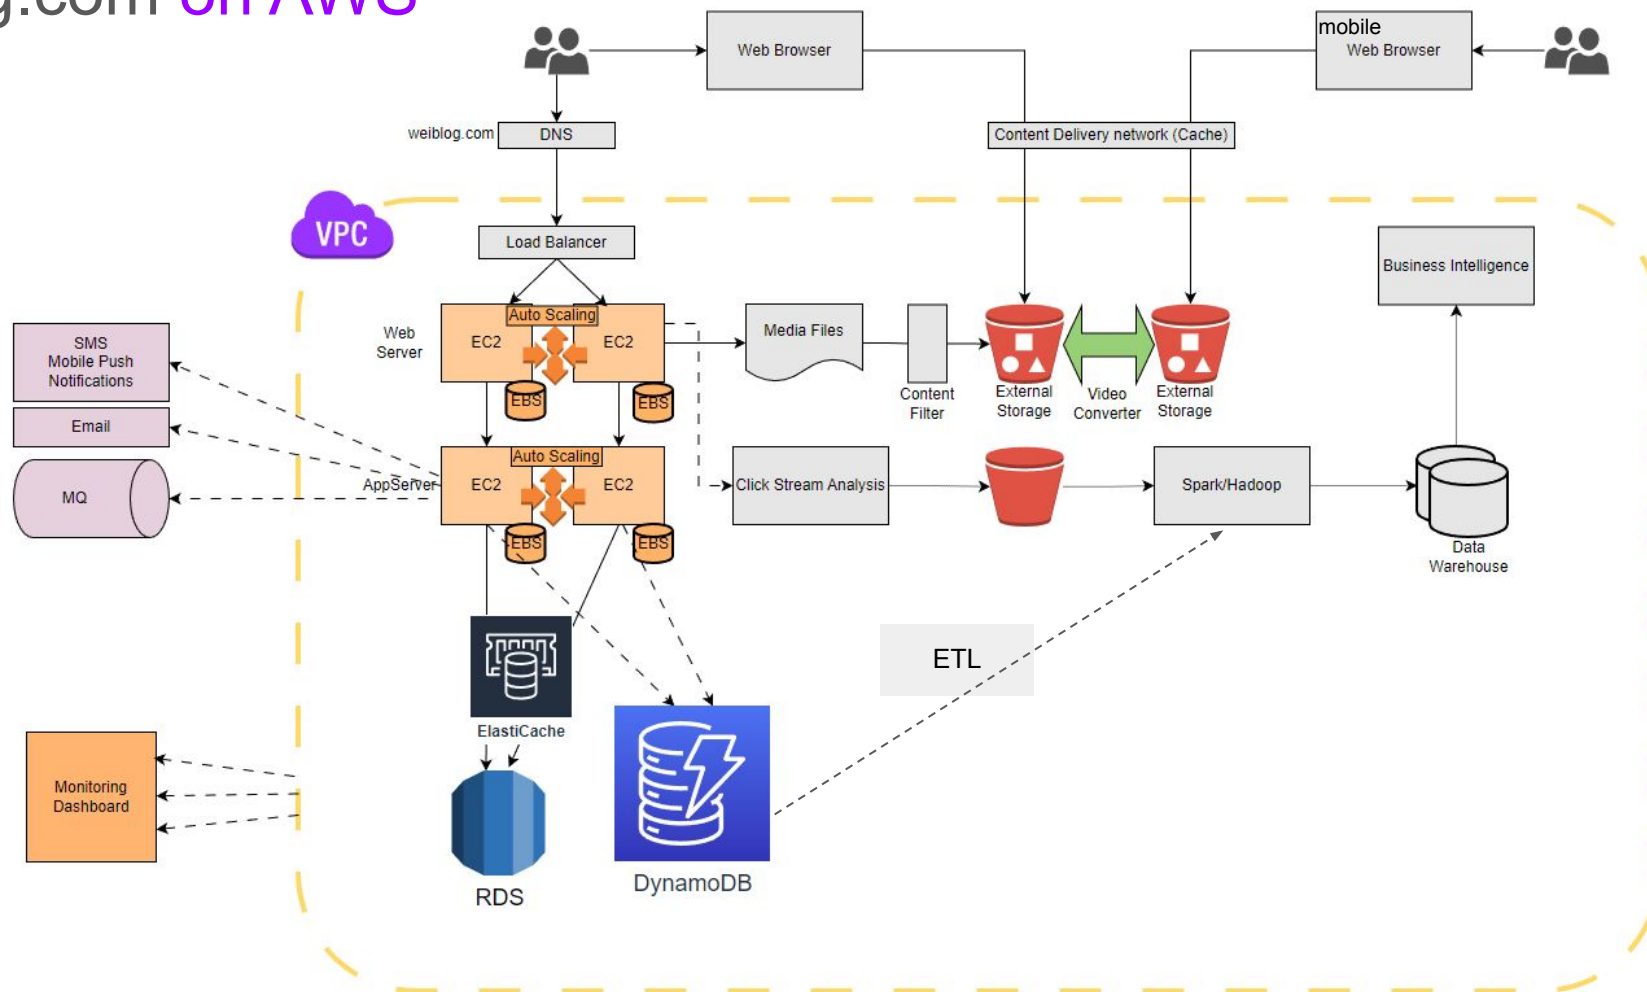 g.com on AWS
Web Browser
mobile
Web Browser
weiblog.com
DNS
Content Delivery network (Cache)
VPC
Load Balancer
Business Intelligence
Auto Scaling
Web
Server
EC2
EC2
Media Files
SMS
Mobile Push
Notifications
EBS
EBS
Content
Filter
External
Storage
Video
Converter
External
Storage
Email
Auto Scaling
AppServer
EC2
EC2
Click Stream Analysis
Spark/Hadoop
MQ
EBS
EBS
Data
Warehouse
ETL
ElastiCache
Monitoring
Dashboard
DynamoDB
RDS